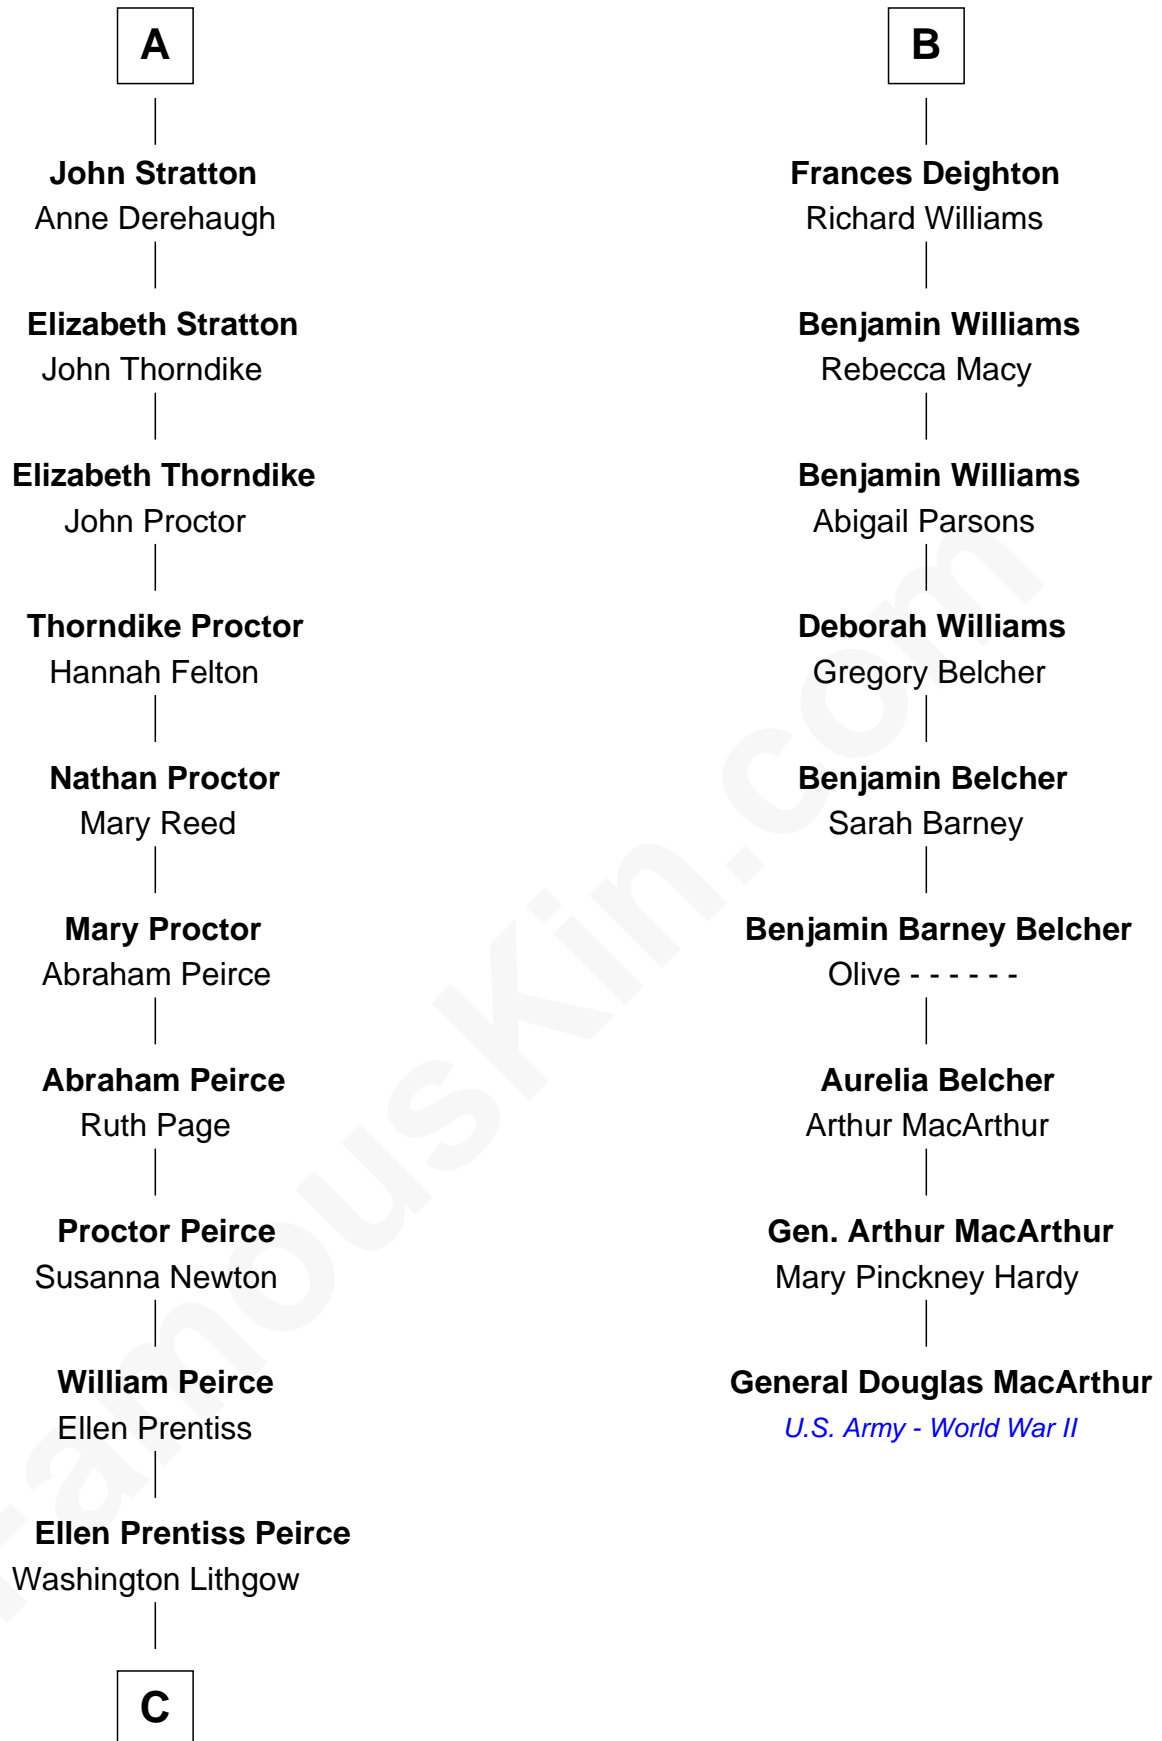 A
John Stratton
Anne Derehaugh
Elizabeth Stratton
John Thorndike
Elizabeth Thorndike
John Proctor
Thorndike Proctor
Hannah Felton
Nathan Proctor
Mary Reed
Mary Proctor
Abraham Peirce
Abraham Peirce
Ruth Page
Proctor Peirce
Susanna Newton
William Peirce
Ellen Prentiss
Ellen Prentiss Peirce
Washington Lithgow
C
B
Frances Deighton
Richard Williams
Benjamin Williams
Rebecca Macy
Benjamin Williams
Abigail Parsons
Deborah Williams
Gregory Belcher
Benjamin Belcher
Sarah Barney
Benjamin Barney Belcher
Olive - - - - - -
Aurelia Belcher
Arthur MacArthur
Gen. Arthur MacArthur
Mary Pinckney Hardy
General Douglas MacArthur
U.S. Army - World War II
FamousKin.com